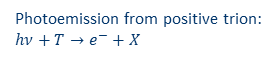 Photoemission from positive trion:
hν + T → e⁻ + X